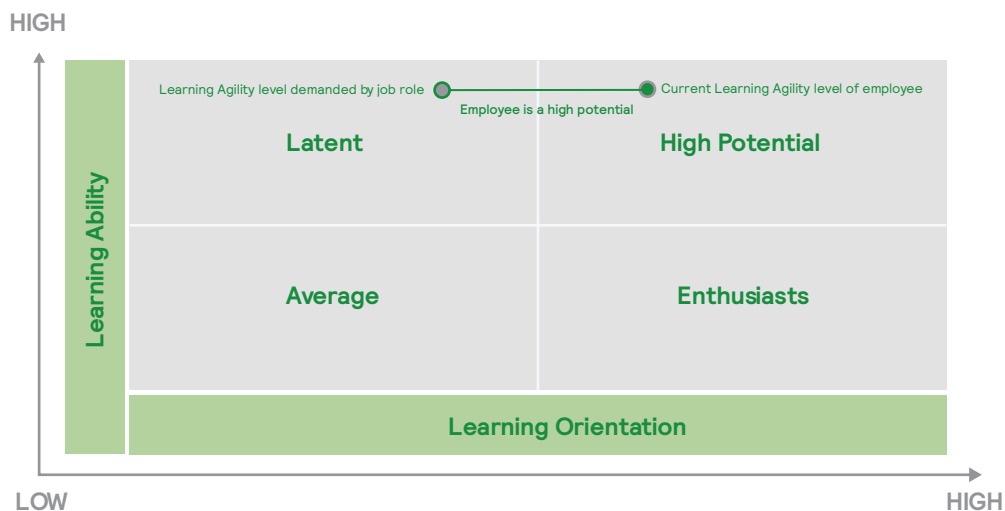 HIGH
Learning Agility level demanded by job role
Current Learning Agility level of employee
Employee is a high potential
Latent
High Potential
Learning Ability
Average
Enthusiasts
Learning Orientation
LOW
HIGH